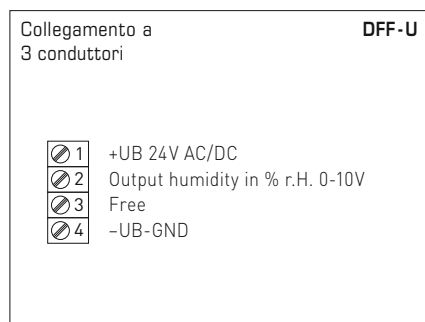 Collegamento a DFF-U
3 conduttori
1 +UB 24V AC/DC
2 Output humidity in % r.H. 0-10V
3 Free
4 –UB-GND